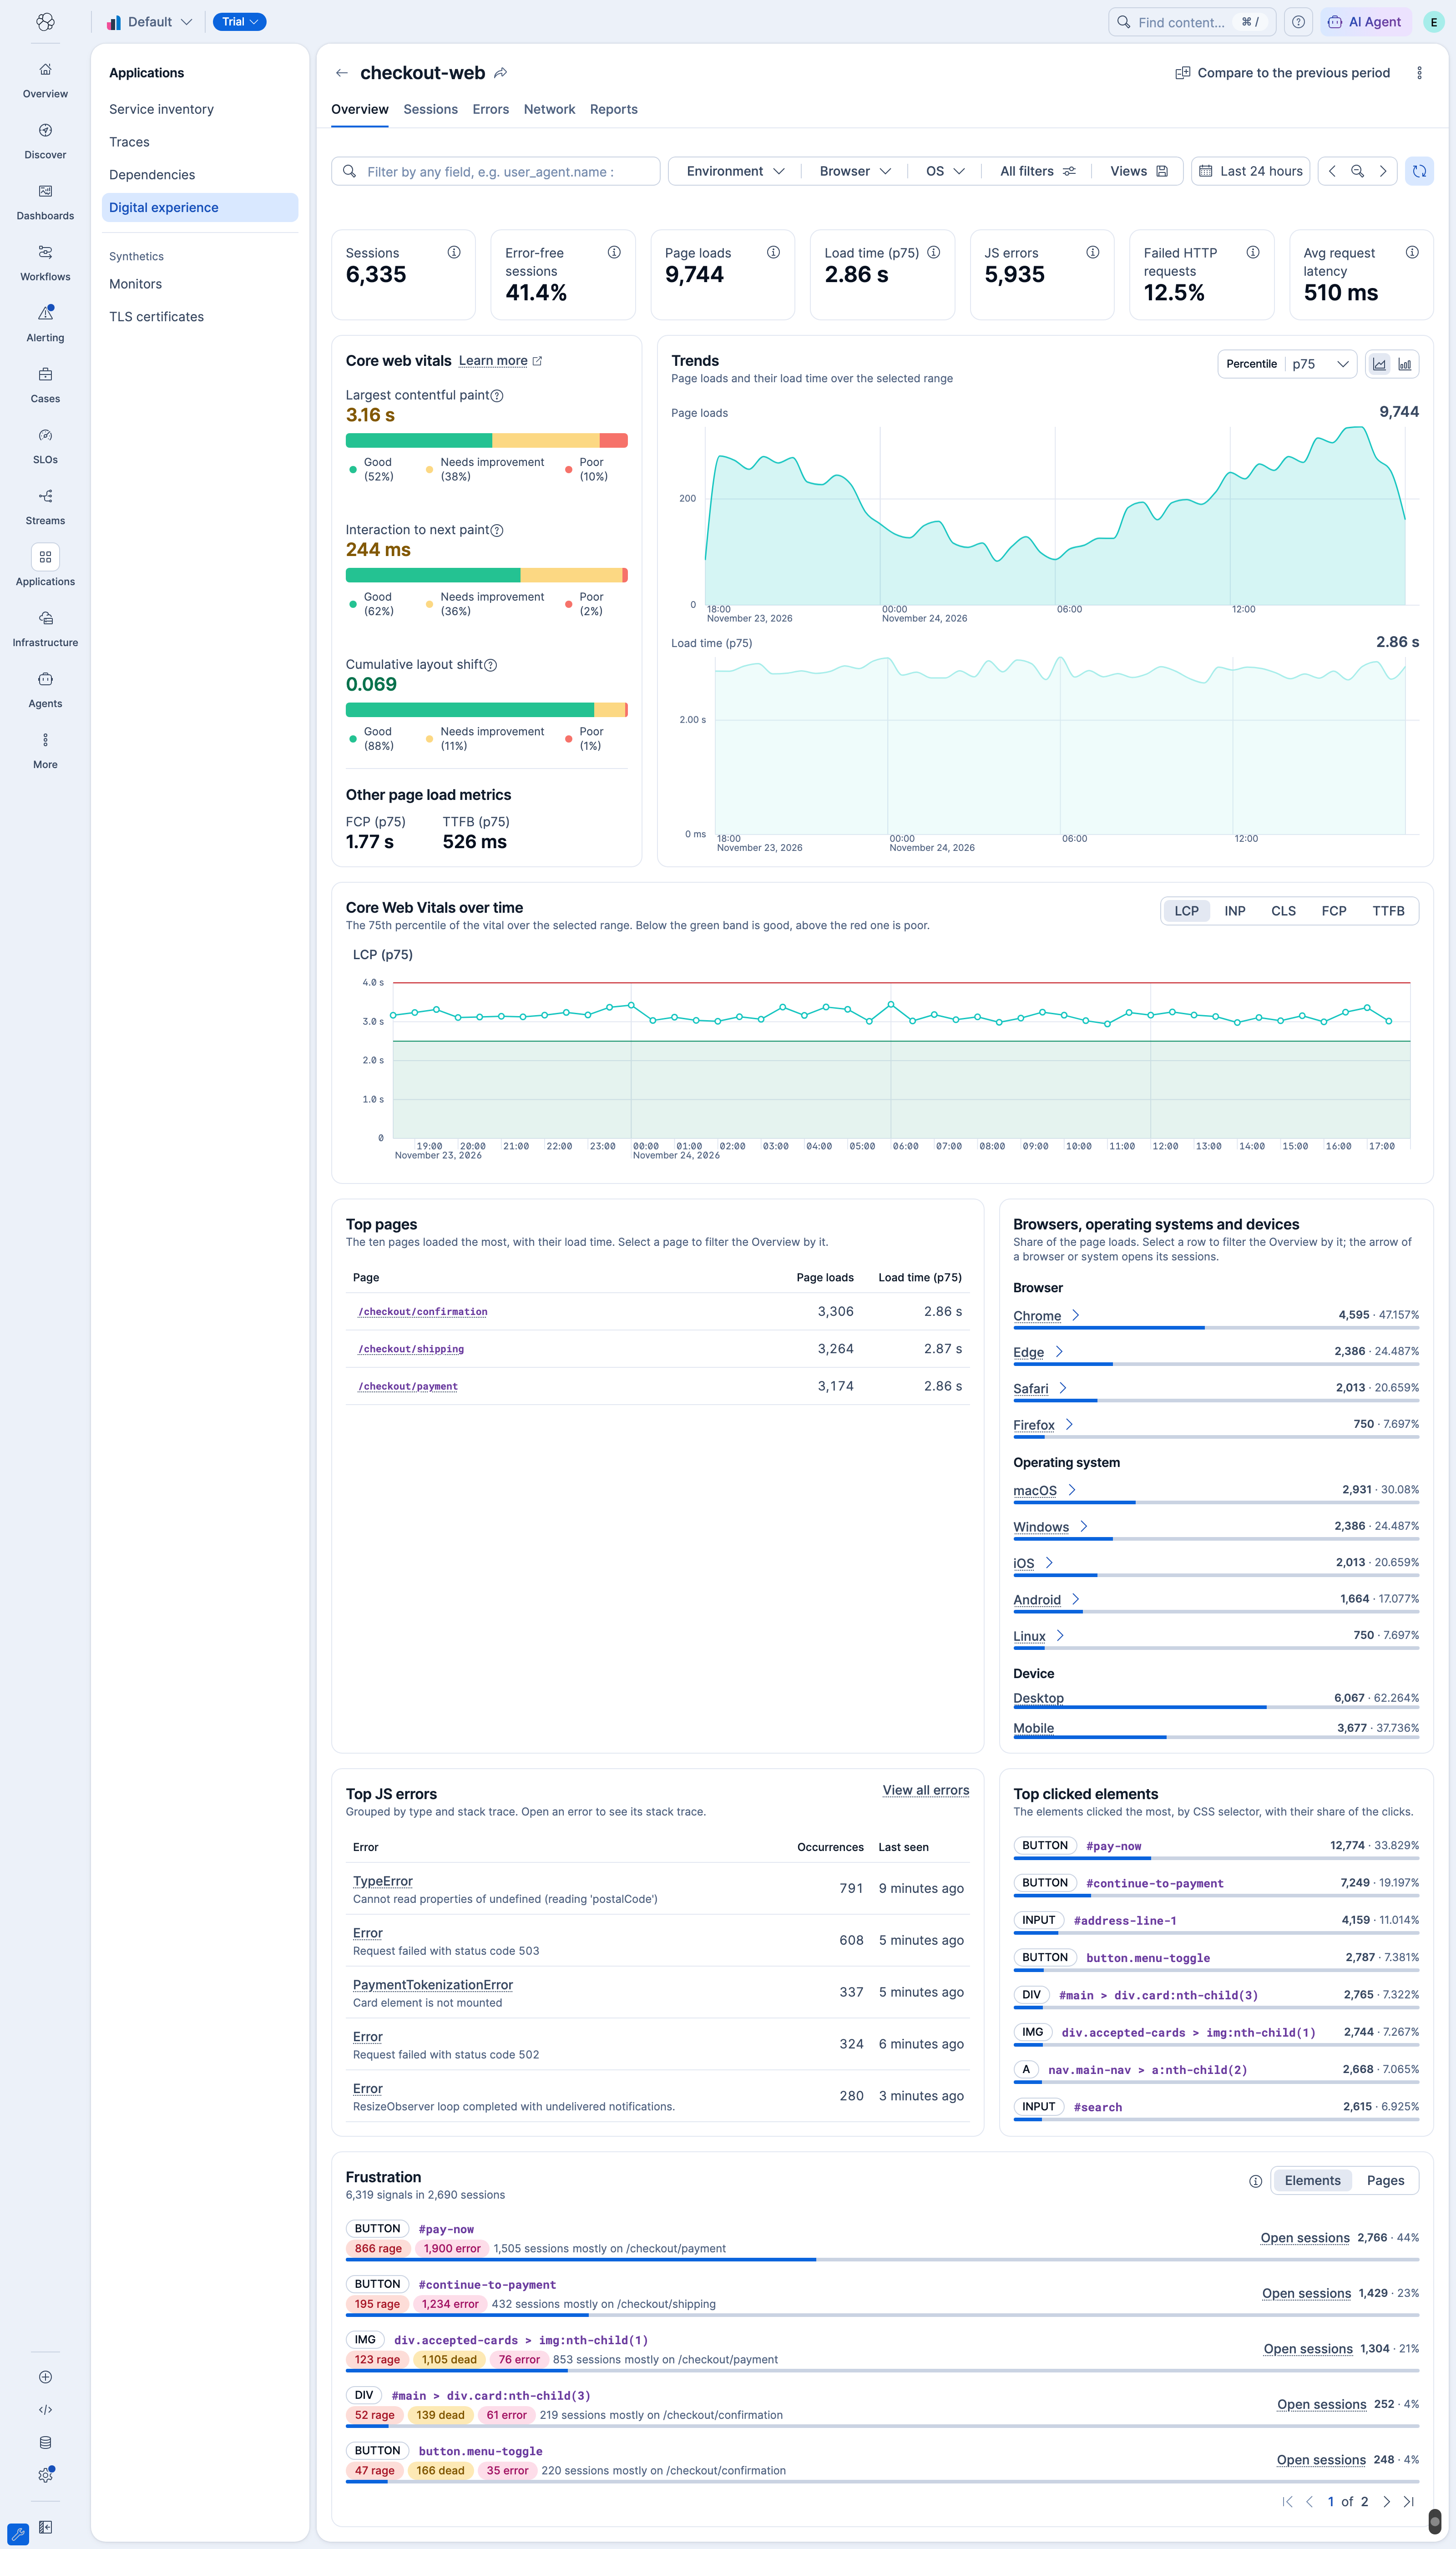 Default
Trial
Find content...
⌘ /
AI Agent
E
Overview
Discover
Dashboards
Workflows
Alerting
Cases
SLOs
Streams
Applications
Infrastructure
Agents
More
Applications
Service inventory
Traces
Dependencies
Digital experience
Synthetics
Monitors
TLS certificates
checkout-web
Compare to the previous period
Overview
Sessions
Errors
Network
Reports
Filter by any field, e.g. user_agent.name :
Environment
Browser
OS
All filters
Views
Last 24 hours
Sessions
6,335
Error-free
sessions
41.4%
Page loads
9,744
Load time (p75)
2.86 s
JS errors
5,935
Failed HTTP
requests
12.5%
Avg request
latency
510 ms
Core web vitals
Learn more
Largest contentful paint
3.16 s
Good
(52%)
Needs improvement
(38%)
Poor
(10%)
Interaction to next paint
244 ms
Good
(62%)
Needs improvement
(36%)
Poor
(2%)
Cumulative layout shift
0.069
Good
(88%)
Needs improvement
(11%)
Poor
(1%)
Other page load metrics
FCP (p75)
1.77 s
TTFB (p75)
526 ms
Trends
Page loads and their load time over the selected range
Percentile
p75
Page loads
9,744
200
0
18:00
November 23, 2026
00:00
November 24, 2026
06:00
12:00
Load time (p75)
2.86 s
2.00 s
0 ms
18:00
November 23, 2026
00:00
November 24, 2026
06:00
12:00
Core Web Vitals over time
The 75th percentile of the vital over the selected range. Below the green band is good, above the red one is poor.
LCP
INP
CLS
FCP
TTFB
LCP (p75)
4.0 s
3.0 s
2.0 s
1.0 s
0
19:00
20:00
21:00
22:00
23:00
00:00
01:00
02:00
03:00
04:00
05:00
06:00
07:00
08:00
09:00
10:00
11:00
12:00
13:00
14:00
15:00
16:00
17:00
November 23, 2026
November 24, 2026
Top pages
The ten pages loaded the most, with their load time. Select a page to filter the Overview by it.
Page
Page loads
Load time (p75)
/checkout/confirmation
3,306
2.86 s
/checkout/shipping
3,264
2.87 s
/checkout/payment
3,174
2.86 s
Browsers, operating systems and devices
Share of the page loads. Select a row to filter the Overview by it; the arrow of
a browser or system opens its sessions.
Browser
Chrome
4,595 · 47.157%
Edge
2,386 · 24.487%
Safari
2,013 · 20.659%
Firefox
750 · 7.697%
Operating system
macOS
2,931 · 30.08%
Windows
2,386 · 24.487%
iOS
2,013 · 20.659%
Android
1,664 · 17.077%
Linux
750 · 7.697%
Device
Desktop
6,067 · 62.264%
Mobile
3,677 · 37.736%
Top JS errors
View all errors
Grouped by type and stack trace. Open an error to see its stack trace.
Error
Occurrences
Last seen
TypeError
Cannot read properties of undefined (reading 'postalCode')
791
9 minutes ago
Error
Request failed with status code 503
608
5 minutes ago
PaymentTokenizationError
Card element is not mounted
337
5 minutes ago
Error
Request failed with status code 502
324
6 minutes ago
Error
ResizeObserver loop completed with undelivered notifications.
280
3 minutes ago
Top clicked elements
The elements clicked the most, by CSS selector, with their share of the clicks.
BUTTON #pay-now
12,774 · 33.829%
BUTTON #continue-to-payment
7,249 · 19.197%
INPUT #address-line-1
4,159 · 11.014%
BUTTON button.menu-toggle
2,787 · 7.381%
DIV #main > div.card:nth-child(3)
2,765 · 7.322%
IMG div.accepted-cards > img:nth-child(1)
2,744 · 7.267%
A nav.main-nav > a:nth-child(2)
2,668 · 7.065%
INPUT #search
2,615 · 6.925%
Frustration
6,319 signals in 2,690 sessions
Elements
Pages
BUTTON #pay-now
866 rage 1,900 error 1,505 sessions mostly on /checkout/payment
Open sessions 2,766 · 44%
BUTTON #continue-to-payment
195 rage 1,234 error 432 sessions mostly on /checkout/shipping
Open sessions 1,429 · 23%
IMG div.accepted-cards > img:nth-child(1)
123 rage 1,105 dead 76 error 853 sessions mostly on /checkout/payment
Open sessions 1,304 · 21%
DIV #main > div.card:nth-child(3)
52 rage 139 dead 61 error 219 sessions mostly on /checkout/confirmation
Open sessions 252 · 4%
BUTTON button.menu-toggle
47 rage 166 dead 35 error 220 sessions mostly on /checkout/confirmation
Open sessions 248 · 4%
1 of 2